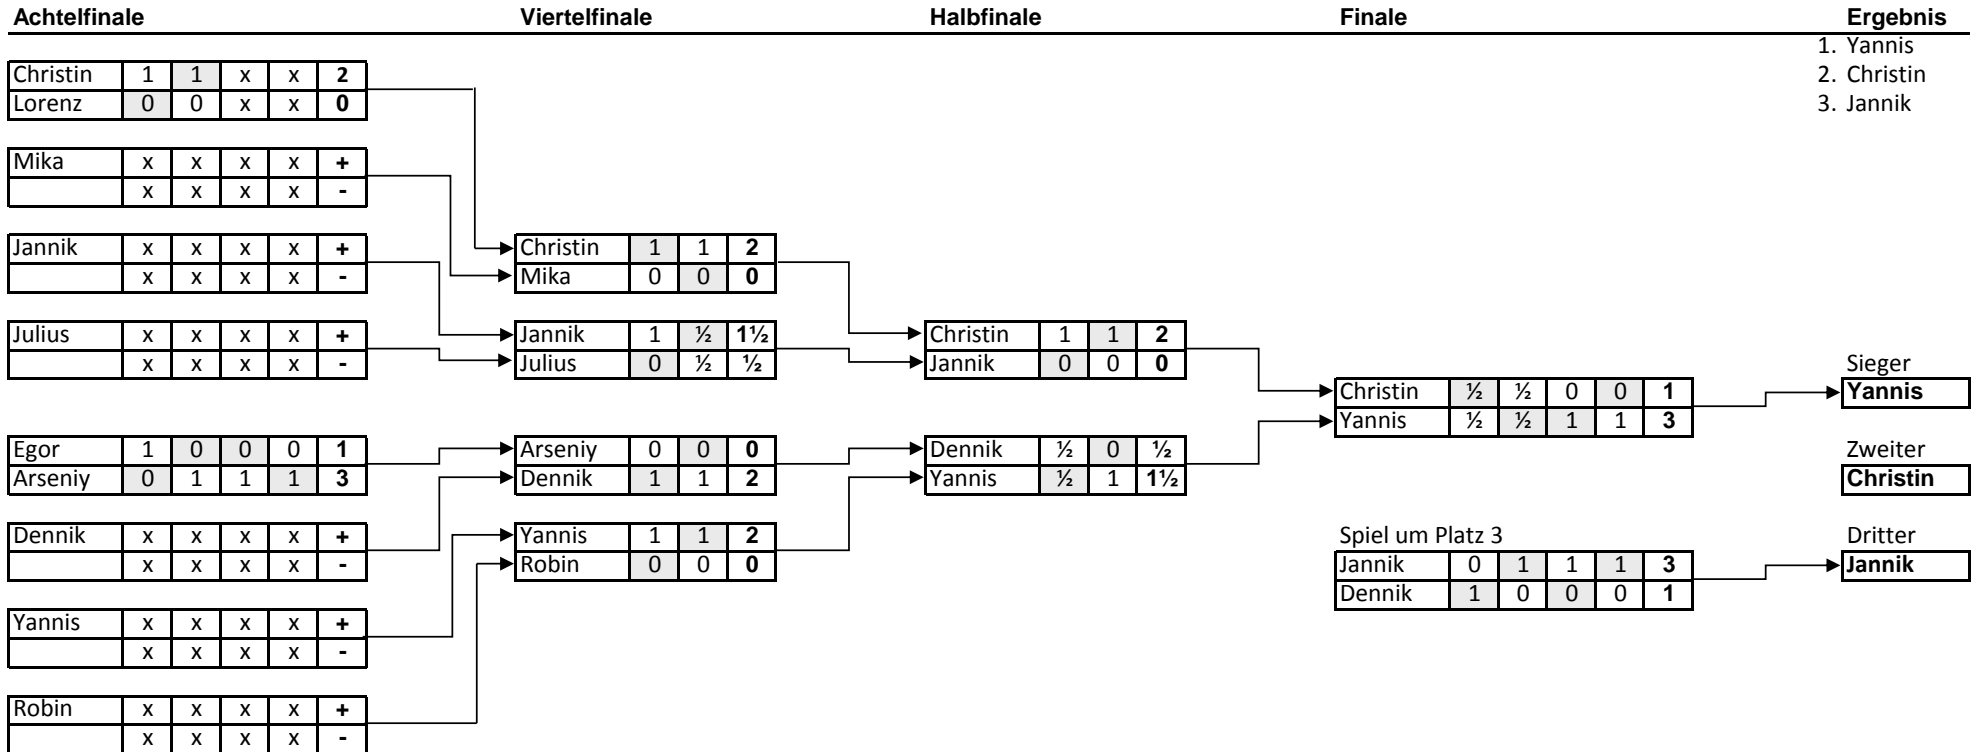 Achtelfinale Viertelfinale Halbfinale Finale Ergebnis
1. Yannis
Christin 1 1 x x 2 2. Christin
Lorenz 0 0 x x 0 3. Jannik
Mika x x x x +
x x x x -
Jannik x x x x + Christin 1 1 2
x x x x - Mika 0 0 0
Julius x x x x + Jannik 1 ½ 1½ Christin 1 1 2
x x x x - Julius 0 ½ ½ Jannik 0 0 0 Sieger
Christin ½ ½ 0 0 1 Yannis
Yannis ½ ½ 1 1 3
Egor 1 0 0 0 1 Arseniy 0 0 0 Dennik ½ 0 ½ Zweiter
Arseniy 0 1 1 1 3 Dennik 1 1 2 Yannis ½ 1 1½ Christin
Dennik x x x x + Yannis 1 1 2 Spiel um Platz 3 Dritter
x x x x - Robin 0 0 0 Jannik 0 1 1 1 3 Jannik
Dennik 1 0 0 0 1
Yannis x x x x +
x x x x -
Robin x x x x +
x x x x -